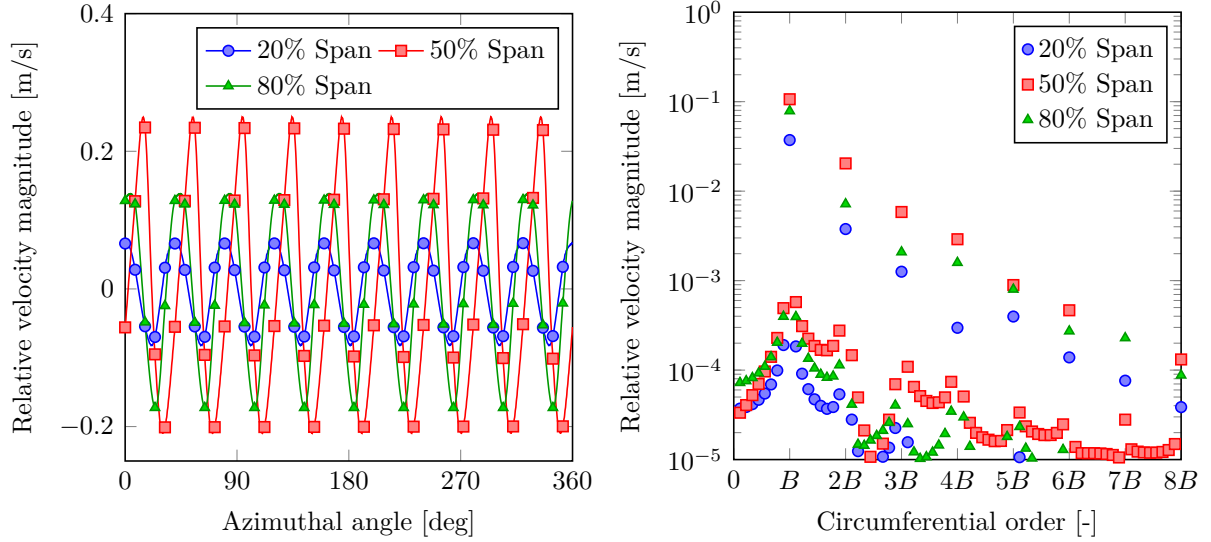 0.4
0.2
0
−0.2
0
90
180
270
360
Relative velocity magnitude [m/s]
Azimuthal angle [deg]
20% Span
50% Span
80% Span
10⁰
10⁻¹
10⁻²
10⁻³
10⁻⁴
10⁻⁵
0
B
2B
3B
4B
5B
6B
7B
8B
Relative velocity magnitude [m/s]
Circumferential order [-]
20% Span
50% Span
80% Span